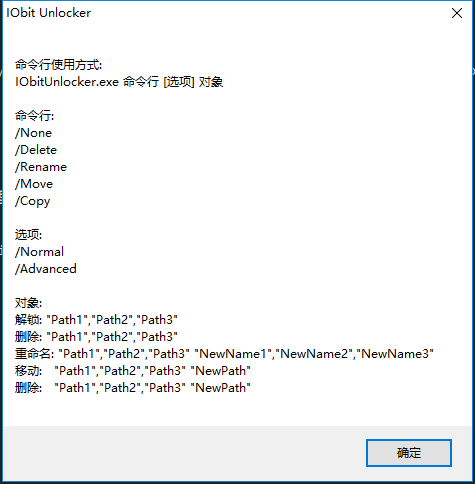 IObit Unlocker
命令行使用方式:
IObitUnlocker.exe 命令行 [选项] 对象
命令行:
/None
/Delete
/Rename
/Move
/Copy
选项:
/Normal
/Advanced
对象:
解锁: "Path1","Path2","Path3"
删除: "Path1","Path2","Path3"
重命名: "Path1","Path2","Path3" "NewName1","NewName2","NewName3"
移动: "Path1","Path2","Path3" "NewPath"
删除: "Path1","Path2","Path3" "NewPath"
确定